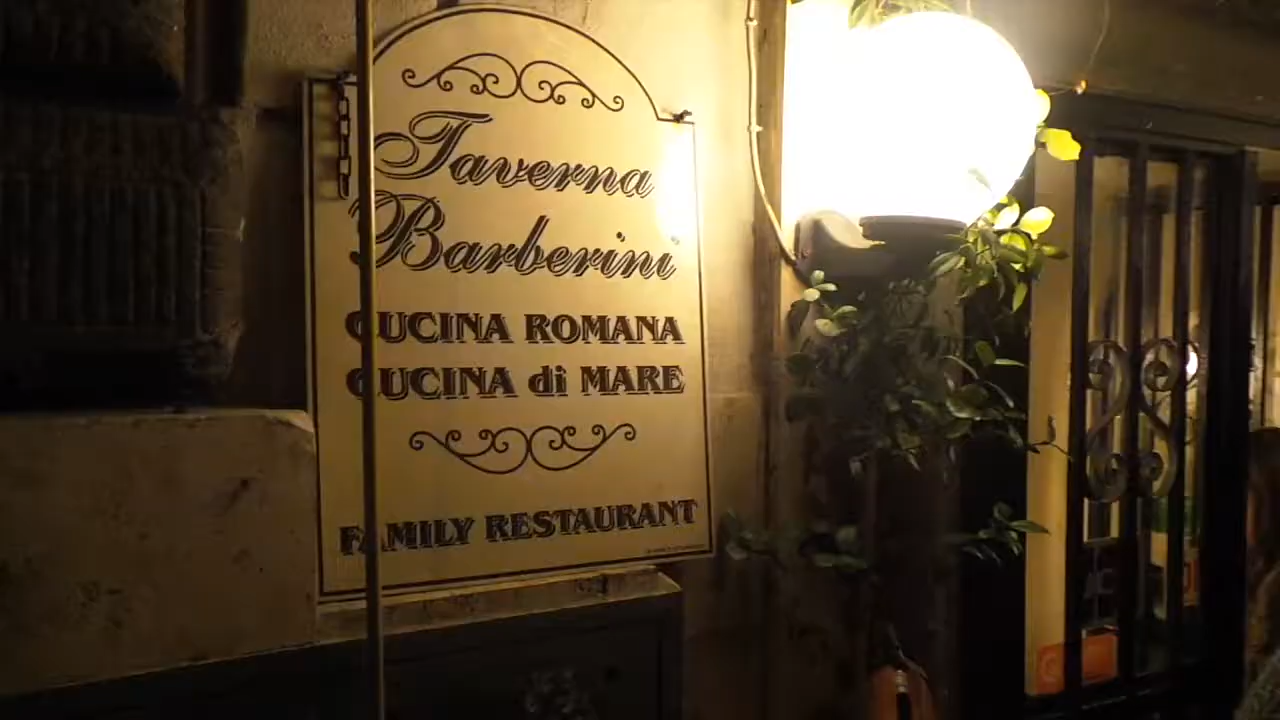 Taverna
Barberini
CUCINA ROMANA
CUCINA di MARE
FAMILY RESTAURANT